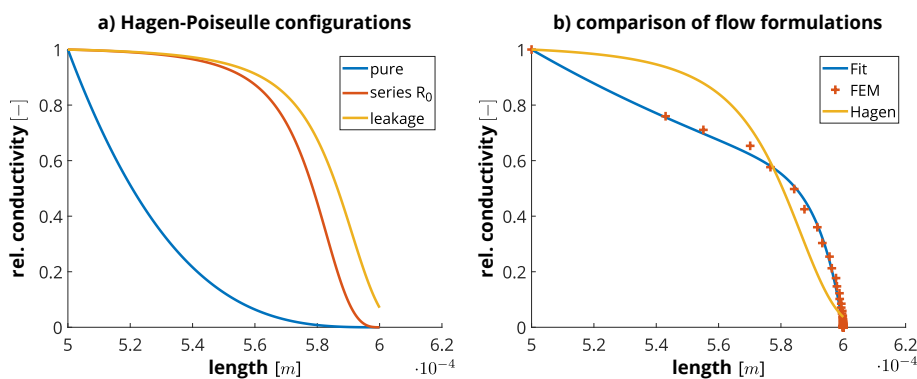 a) Hagen-Poiseulle configurations
rel. conductivity [−]
1
0.8
0.6
0.4
0.2
0
pure
series R0
leakage
5 5.2 5.4 5.6 5.8 6 6.2
length [m]
·10⁻⁴
b) comparison of flow formulations
rel. conductivity [−]
1
0.8
0.6
0.4
0.2
0
Fit
FEM
Hagen
5 5.2 5.4 5.6 5.8 6 6.2
length [m]
·10⁻⁴